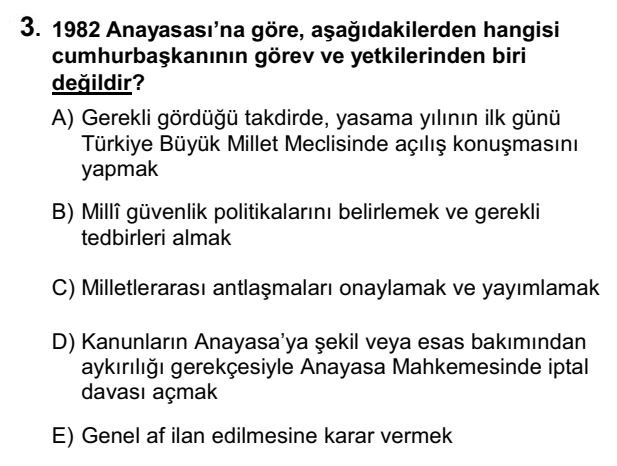 3. 1982 Anayasası’na göre, aşağıdakilerden hangisi
cumhurbaşkanının görev ve yetkilerinden biri
değildir?
A) Gerekli gördüğü takdirde, yasama yılının ilk günü
Türkiye Büyük Millet Meclisinde açılış konuşmasını
yapmak
B) Millî güvenlik politikalarını belirlemek ve gerekli
tedbirleri almak
C) Milletlerarası antlaşmaları onaylamak ve yayımlamak
D) Kanunların Anayasa’ya şekil veya esas bakımından
aykırılığı gerekçesiyle Anayasa Mahkemesinde iptal
davası açmak
E) Genel af ilan edilmesine karar vermek